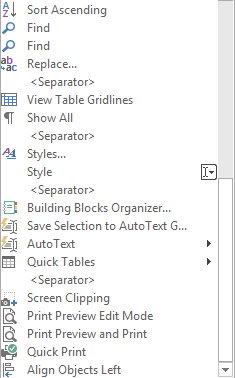 Sort Ascending
Find
Find
Replace...
<Separator>
View Table Gridlines
Show All
<Separator>
Styles...
Style
<Separator>
Building Blocks Organizer...
Save Selection to AutoText G...
AutoText
Quick Tables
<Separator>
Screen Clipping
Print Preview Edit Mode
Print Preview and Print
Quick Print
Align Objects Left